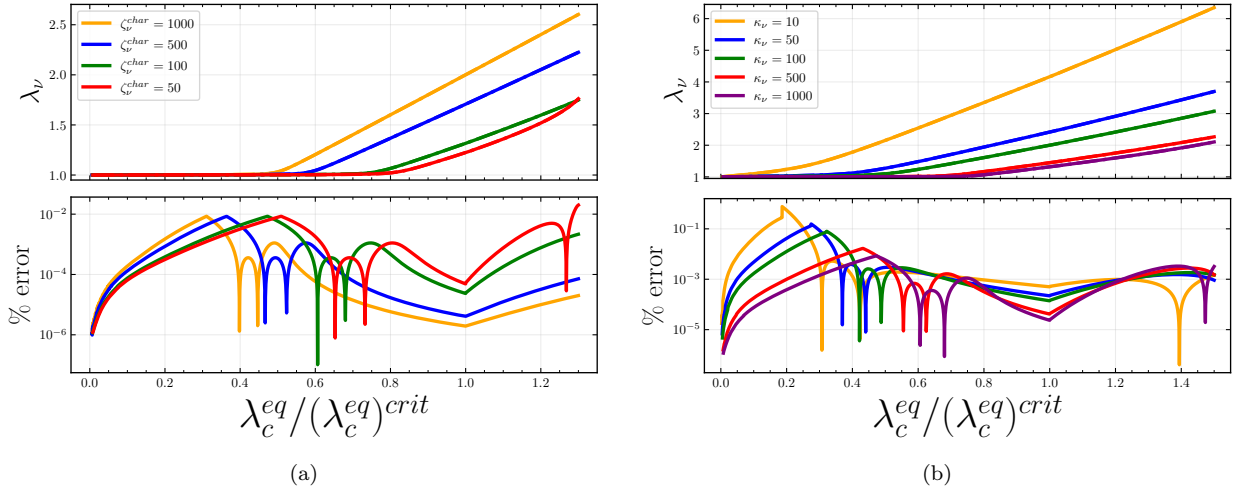 2.5
2.0
1.5
1.0
λ_ν
ζ_ν^{char} = 1000
ζ_ν^{char} = 500
ζ_ν^{char} = 100
ζ_ν^{char} = 50
10^{−2}
10^{−4}
10^{−6}
% error
0.0 0.2 0.4 0.6 0.8 1.0 1.2
λ_c^{eq}/(λ_c^{eq})^{crit}
(a)
6
5
4
3
2
1
λ_ν
κ_ν = 10
κ_ν = 50
κ_ν = 100
κ_ν = 500
κ_ν = 1000
10^{−1}
10^{−3}
10^{−5}
% error
0.0 0.2 0.4 0.6 0.8 1.0 1.2 1.4
λ_c^{eq}/(λ_c^{eq})^{crit}
(b)